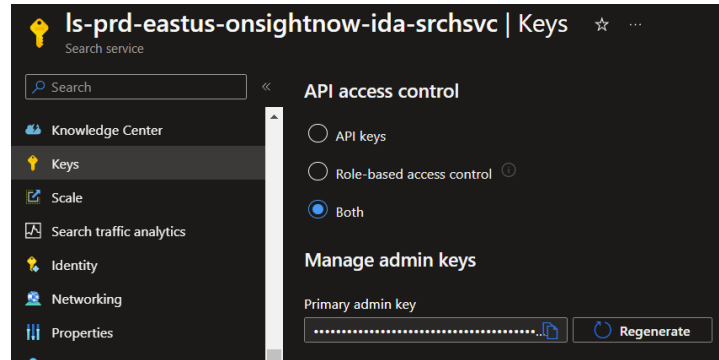 ls-prd-eastus-onsightnow-ida-srchsvc | Keys
Search service
Search
Knowledge Center
Keys
Scale
Search traffic analytics
Identity
Networking
Properties
API access control
API keys
Role-based access control
Both
Manage admin keys
Primary admin key
Regenerate